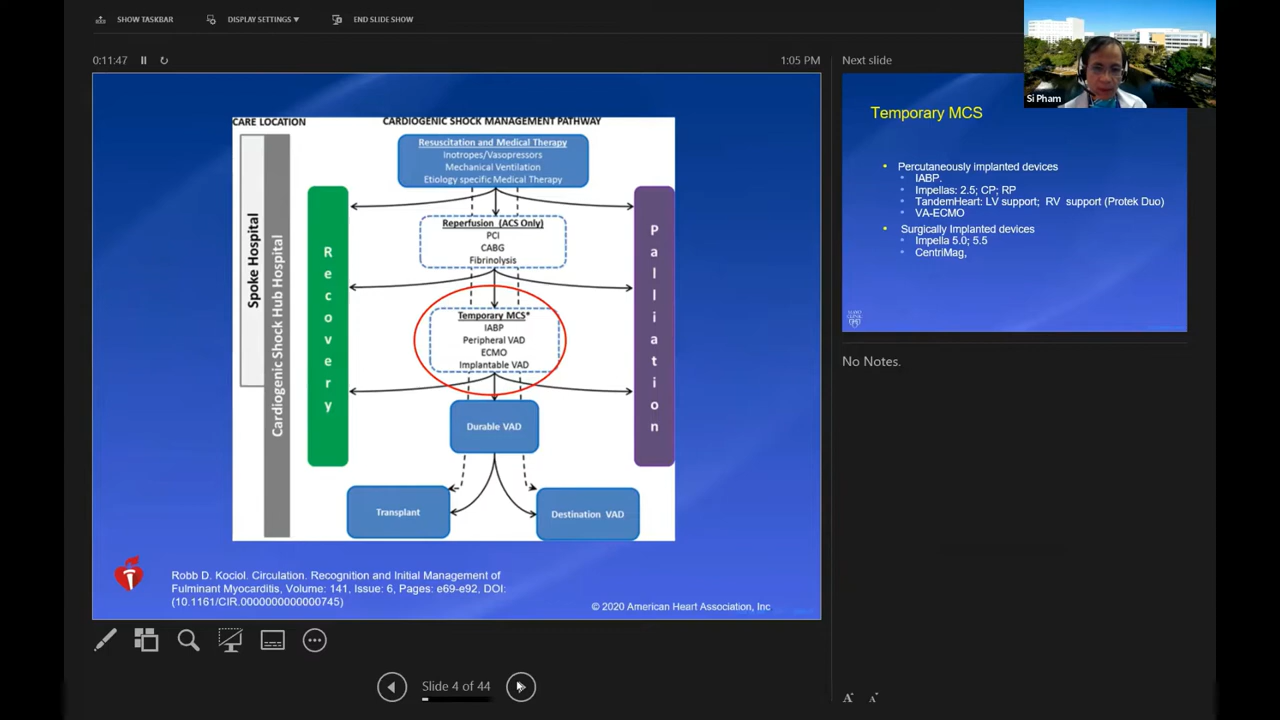 SHOW TASKBAR
DISPLAY SETTINGS ▼
END SLIDE SHOW
0:11:47
1:05 PM
CARE LOCATION
CARDIOGENIC SHOCK MANAGEMENT PATHWAY
Spoke Hospital
Cardiogenic Shock Hub Hospital
Recovery
Resuscitation and Medical Therapy
Inotropes/Vasopressors
Mechanical Ventilation
Etiology specific Medical Therapy
Reperfusion (ACS Only)
PCI
CABG
Fibrinolysis
Temporary MCS*
IABP
Peripheral VAD
ECMO
Implantable VAD
Durable VAD
Transplant
Destination VAD
Palliation
Robb D. Kociol. Circulation. Recognition and Initial Management of
Fulminant Myocarditis, Volume: 141, Issue: 6, Pages: e69-e92, DOI:
(10.1161/CIR.0000000000000745)
© 2020 American Heart Association, Inc
Slide 4 of 44
Next slide
Si Pham
Temporary MCS
• Percutaneously implanted devices
• IABP.
• Impellas: 2.5; CP; RP
• TandemHeart: LV support; RV support (Protek Duo)
• VA-ECMO
• Surgically Implanted devices
• Impella 5.0; 5.5
• CentriMag,
No Notes.
A A